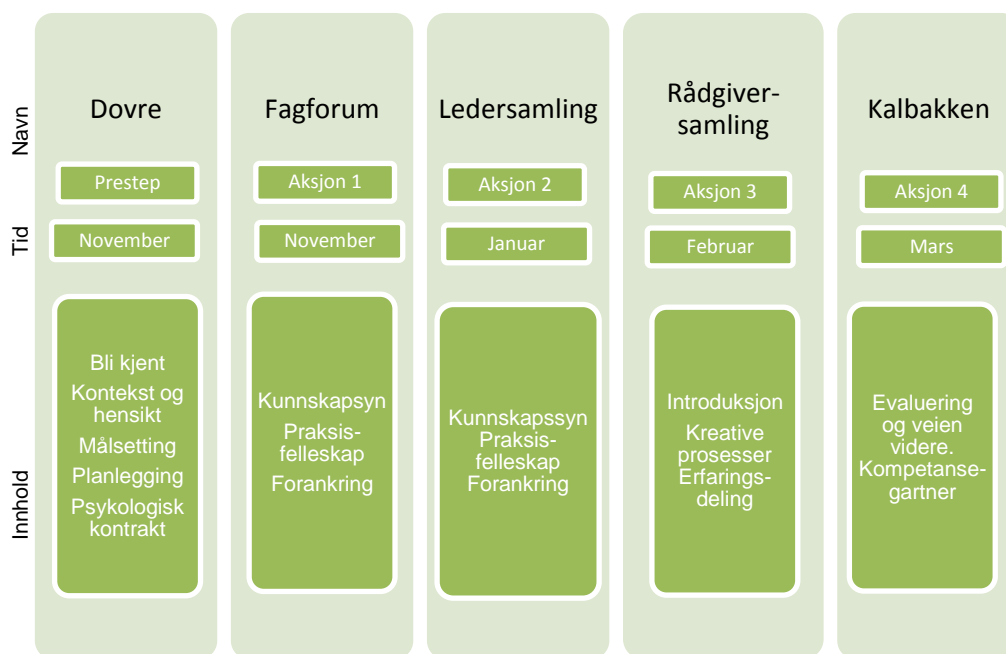 Navn
Tid
Innhold
Dovre
Prestep
November
Bli kjent
Kontekst og
hensikt
Målsetting
Planlegging
Psykologisk
kontrakt
Fagforum
Aksjon 1
November
Kunnskapsyn
Praksis-
felleskap
Forankring
Ledersamling
Aksjon 2
Januar
Kunnskapssyn
Praksis-
felleskap
Forankring
Rådgiver-
samling
Aksjon 3
Februar
Introduksjon
Kreative
prosesser
Erfarings-
deling
Kalbakken
Aksjon 4
Mars
Evaluering
og veien
videre.
Kompetanse-
gartner